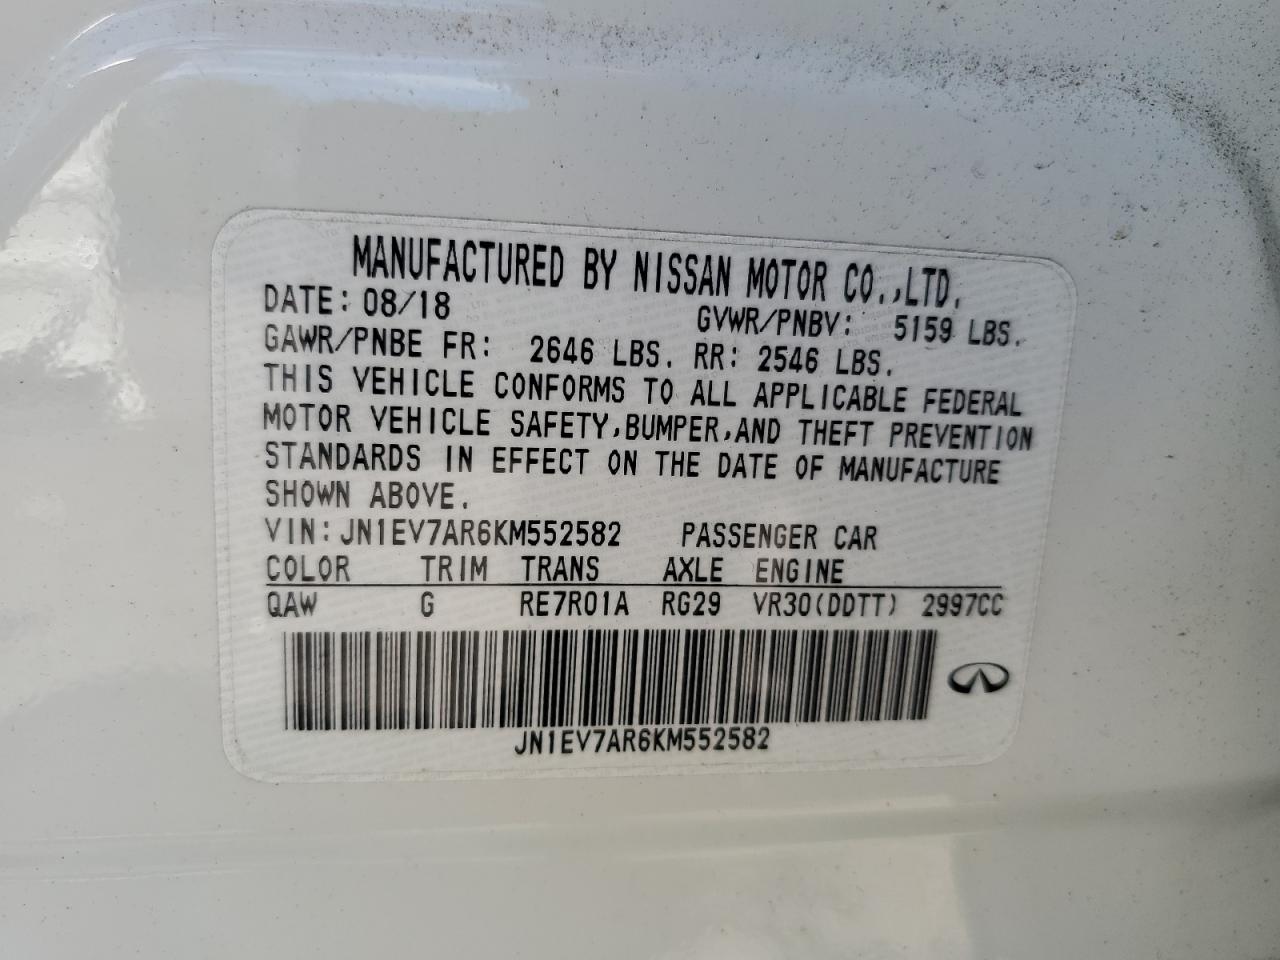 MANUFACTURED BY NISSAN MOTOR CO.,LTD.
DATE: 08/18 GVWR/PNBV: 5159 LBS.
GAWR/PNBE FR: 2646 LBS. RR: 2546 LBS.
THIS VEHICLE CONFORMS TO ALL APPLICABLE FEDERAL
MOTOR VEHICLE SAFETY,BUMPER,AND THEFT PREVENTION
STANDARDS IN EFFECT ON THE DATE OF MANUFACTURE
SHOWN ABOVE.
VIN: JN1EV7AR6KM552582 PASSENGER CAR
COLOR TRIM TRANS AXLE ENGINE
QAW G RE7R01A RG29 VR30(DDTT) 2997CC
JN1EV7AR6KM552582